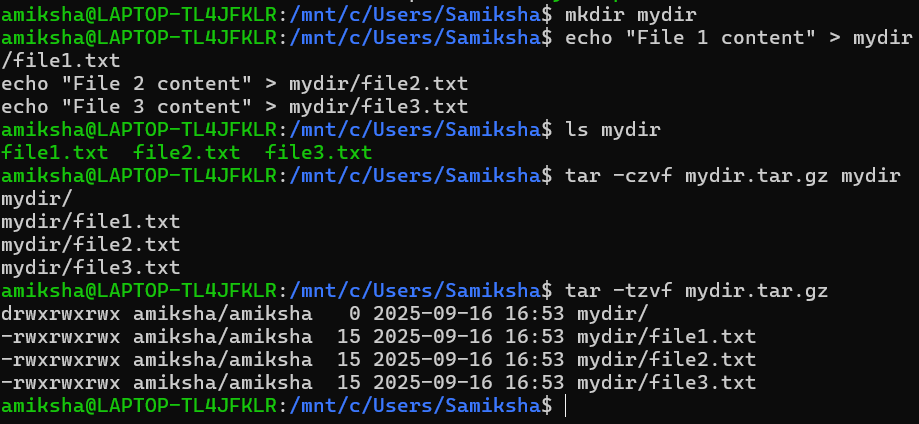 amiksha@LAPTOP-TL4JFKLR:/mnt/c/Users/Samiksha$ mkdir mydir
amiksha@LAPTOP-TL4JFKLR:/mnt/c/Users/Samiksha$ echo "File 1 content" > mydir
/file1.txt
echo "File 2 content" > mydir/file2.txt
echo "File 3 content" > mydir/file3.txt
amiksha@LAPTOP-TL4JFKLR:/mnt/c/Users/Samiksha$ ls mydir
file1.txt  file2.txt  file3.txt
amiksha@LAPTOP-TL4JFKLR:/mnt/c/Users/Samiksha$ tar -czvf mydir.tar.gz mydir
mydir/
mydir/file1.txt
mydir/file2.txt
mydir/file3.txt
amiksha@LAPTOP-TL4JFKLR:/mnt/c/Users/Samiksha$ tar -tzvf mydir.tar.gz
drwxrwxrwx amiksha/amiksha   0 2025-09-16 16:53 mydir/
-rwxrwxrwx amiksha/amiksha  15 2025-09-16 16:53 mydir/file1.txt
-rwxrwxrwx amiksha/amiksha  15 2025-09-16 16:53 mydir/file2.txt
-rwxrwxrwx amiksha/amiksha  15 2025-09-16 16:53 mydir/file3.txt
amiksha@LAPTOP-TL4JFKLR:/mnt/c/Users/Samiksha$